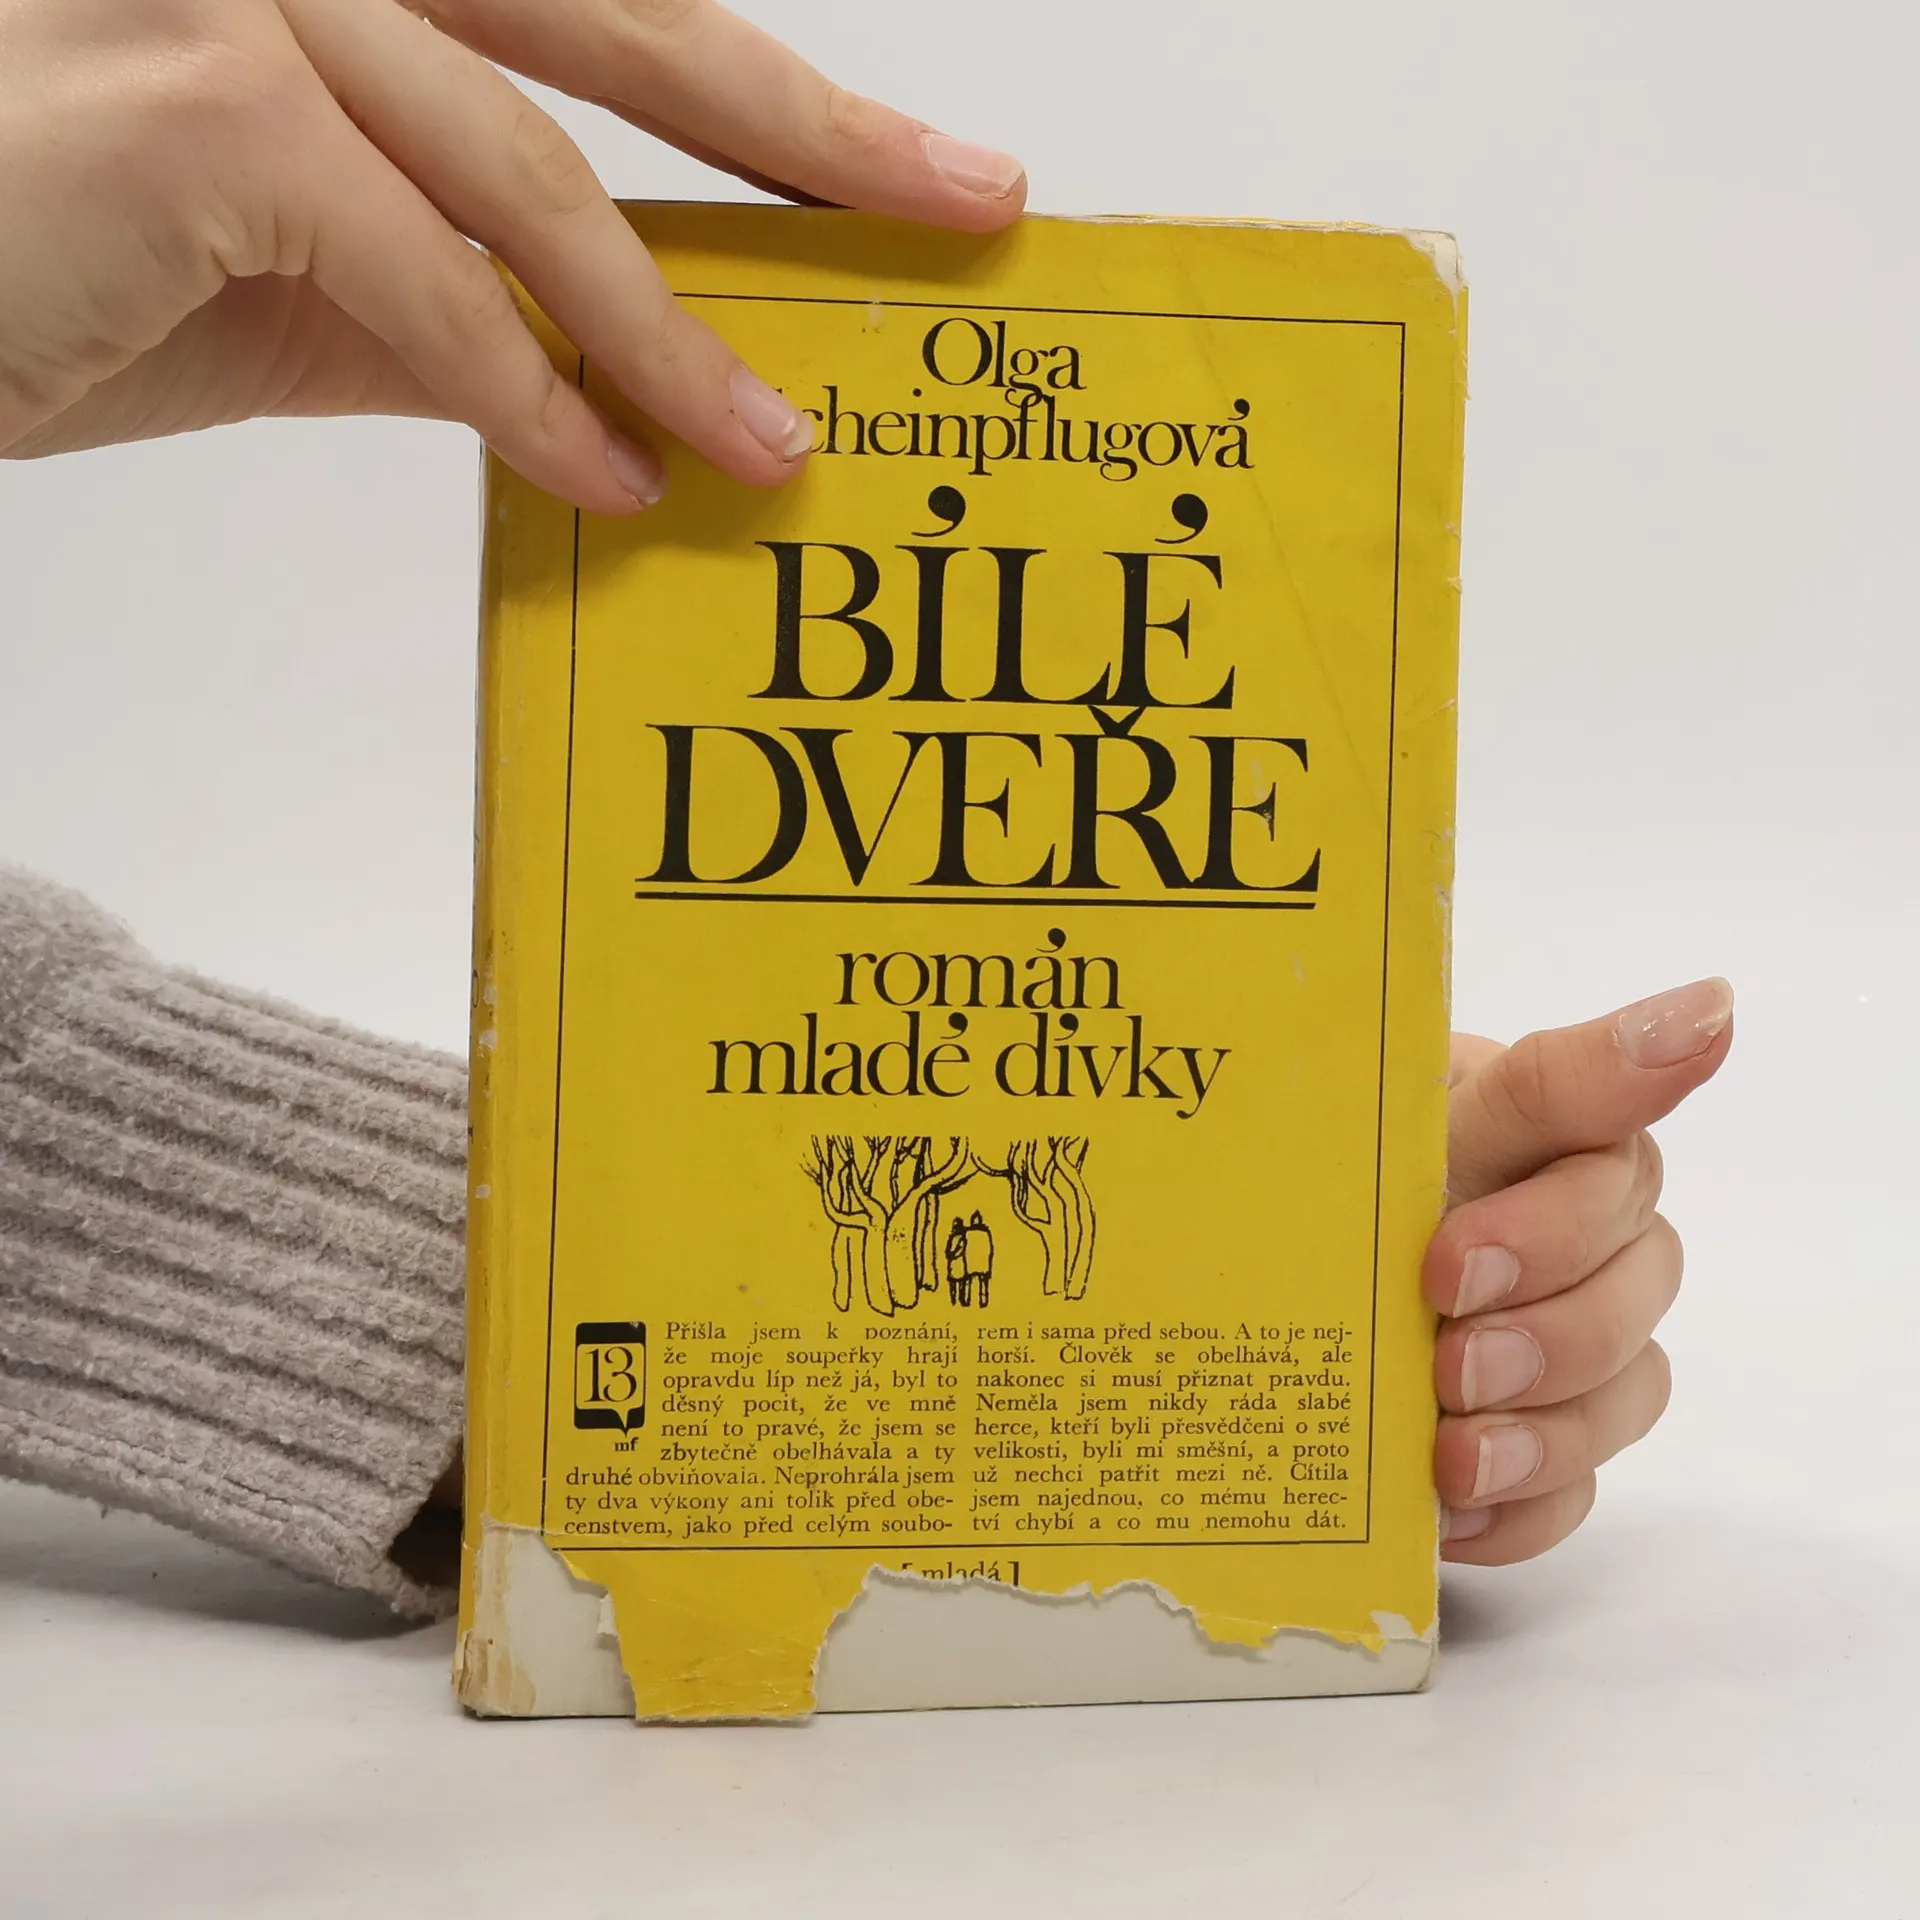 Olga
cheinpflugová
BÍLÉ
DVEŘE
román
mladé dívky
13
mf
Přišla jsem k poznání,
že moje soupeřky hrají
opravdu líp než já, byl to
děsný pocit, že ve mně
není to pravé, že jsem se
zbytečně obelhávala a ty
druhé obviňovala. Neprohrála jsem
ty dva výkony ani tolik před obe-
censtvem, jako před celým soubo-
rem i sama před sebou. A to je nej-
horší. Člověk se obelhává, ale
nakonec si musí přiznat pravdu.
Neměla jsem nikdy ráda slabé
herce, kteří byli přesvědčeni o své
velikosti, byli mi směšní, a proto
už nechci patřit mezi ně. Cítila
jsem najednou, co mému herec-
tví chybí a co mu nemohu dát.
[mladá]